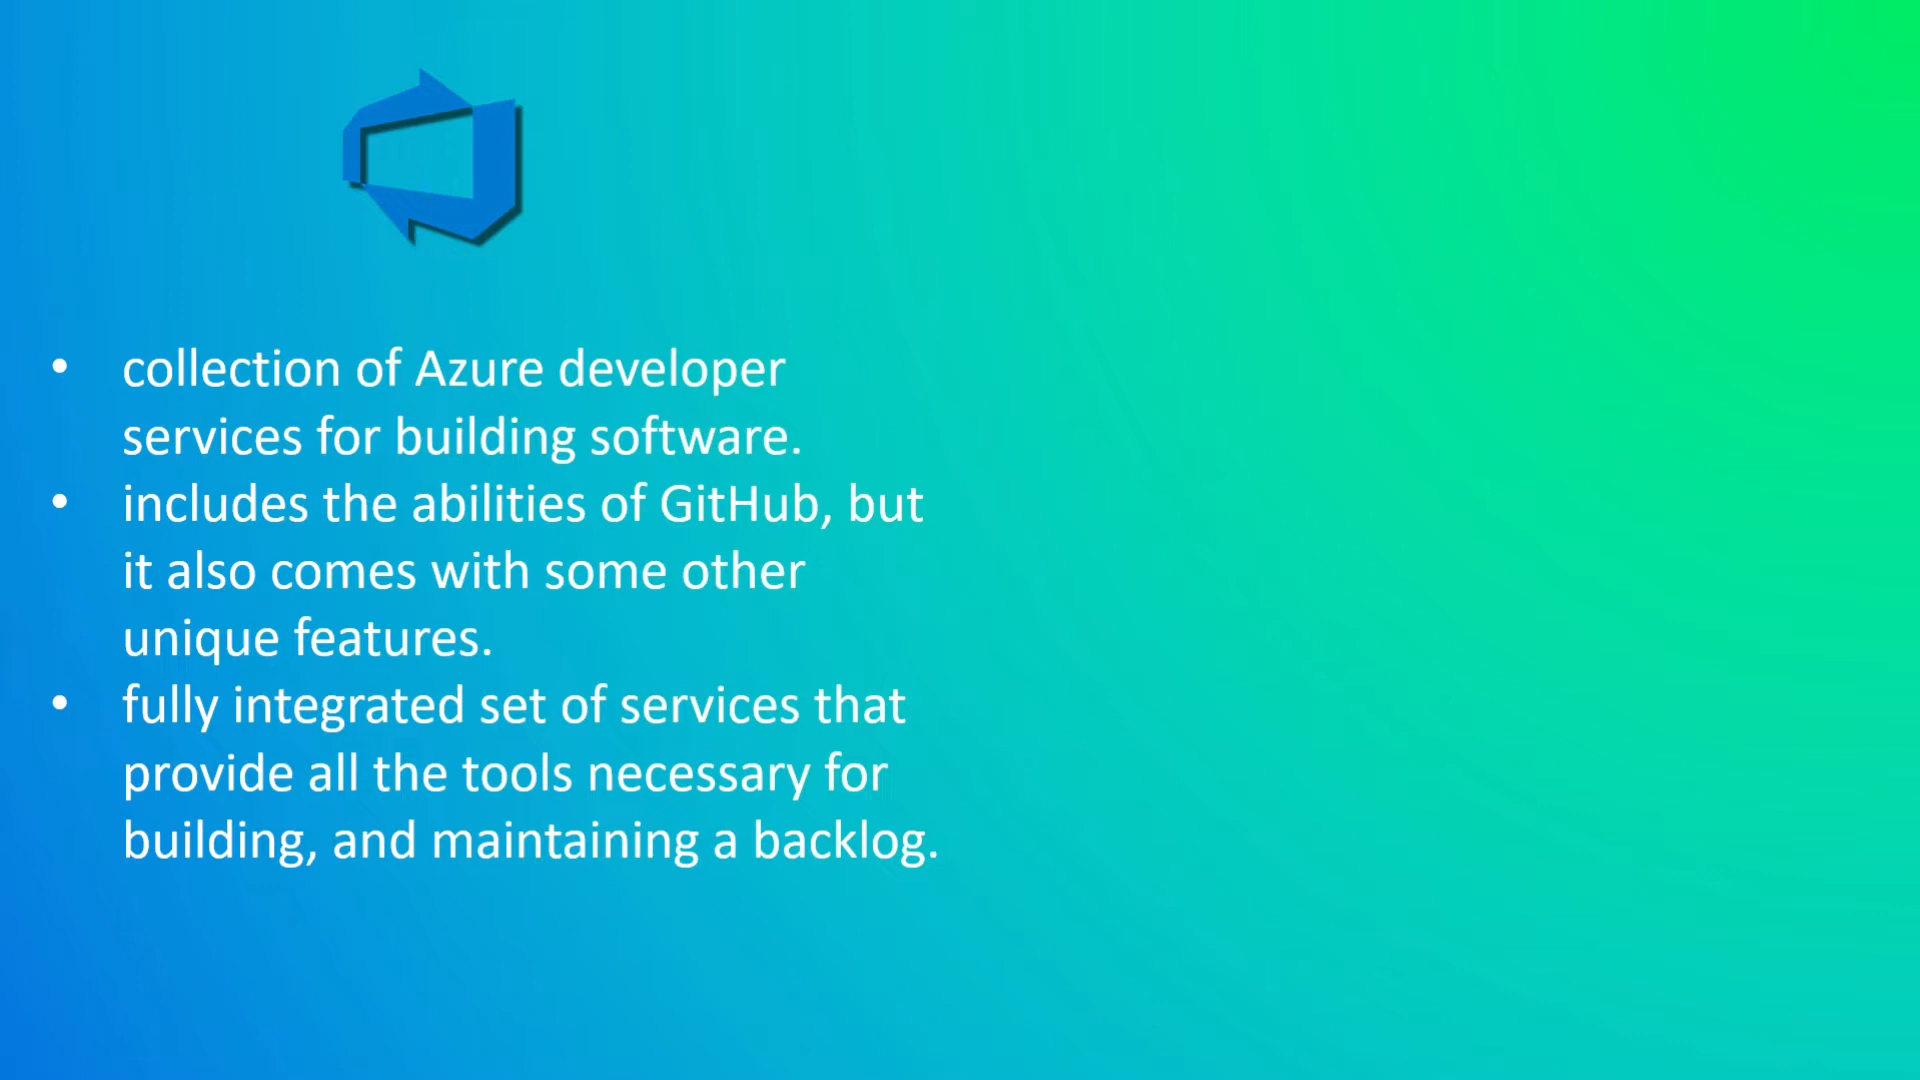 • collection of Azure developer
services for building software.
• includes the abilities of GitHub, but
it also comes with some other
unique features.
• fully integrated set of services that
provide all the tools necessary for
building, and maintaining a backlog.